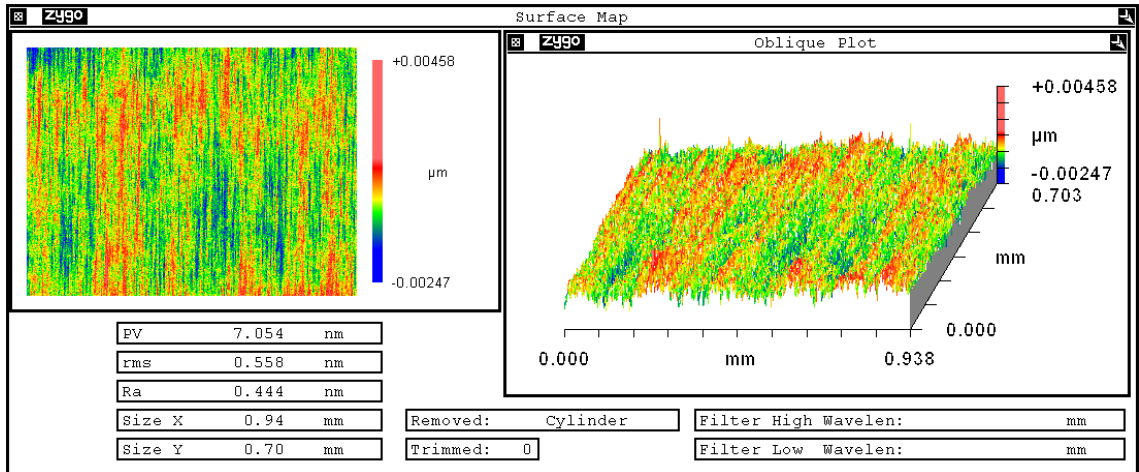 zygo Surface Map
zygo Oblique Plot
+0.00458
µm
-0.00247
+0.00458
µm
-0.00247
0.703
mm
0.000
0.000 mm 0.938
PV 7.054 nm
rms 0.558 nm
Ra 0.444 nm
Size X 0.94 mm
Size Y 0.70 mm
Removed: Cylinder
Trimmed: 0
Filter High Wavelen: mm
Filter Low Wavelen: mm